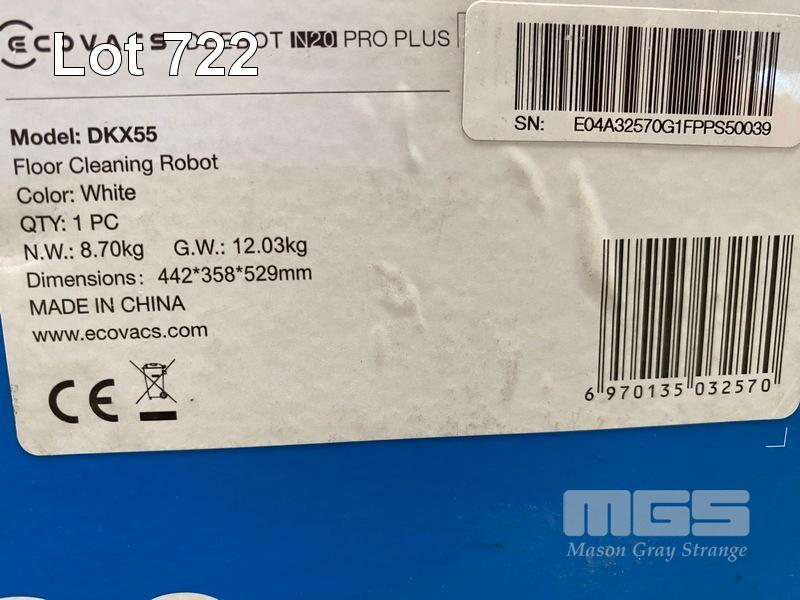 ECOVACS DEEBOT N20 PRO PLUS
Lot 722
SN: E04A32570G1FPPS50039
Model: DKX55
Floor Cleaning Robot
Color: White
QTY: 1 PC
N.W.: 8.70kg G.W.: 12.03kg
Dimensions: 442*358*529mm
MADE IN CHINA
www.ecovacs.com
CE
6 970135 032570
MGS
Mason Gray Strange